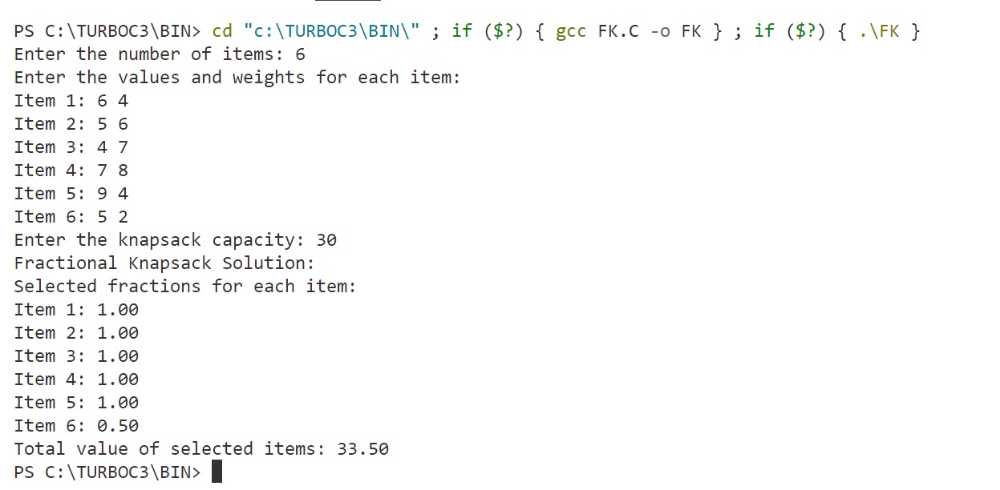 PS C:\TURBOC3\BIN> cd "c:\TURBOC3\BIN\" ; if ($?) { gcc FK.C -o FK } ; if ($?) { .\FK }
Enter the number of items: 6
Enter the values and weights for each item:
Item 1: 6 4
Item 2: 5 6
Item 3: 4 7
Item 4: 7 8
Item 5: 9 4
Item 6: 5 2
Enter the knapsack capacity: 30
Fractional Knapsack Solution:
Selected fractions for each item:
Item 1: 1.00
Item 2: 1.00
Item 3: 1.00
Item 4: 1.00
Item 5: 1.00
Item 6: 0.50
Total value of selected items: 33.50
PS C:\TURBOC3\BIN>